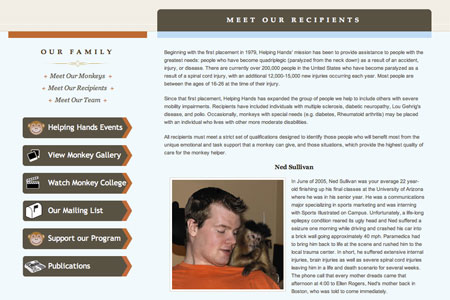 MEET OUR RECIPIENTS
OUR FAMILY
Meet Our Monkeys
Meet Our Recipients
Meet Our Team
Helping Hands Events
View Monkey Gallery
Watch Monkey College
Our Mailing List
Support our Program
Publications
Beginning with the first placement in 1979, Helping Hands' mission has been to provide assistance to people with the
greatest needs: people who have become quadriplegic (paralyzed from the neck down) as a result of an accident,
injury, or disease. There are currently over 200,000 people in the United States who have become paralyzed as a
result of a spinal cord injury, with an additional 12,000-15,000 new injuries occurring each year. Most people are
between the ages of 16-26 at the time of their injury.
Since that first placement, Helping Hands has expanded the group of people we help to include others with severe
mobility impairments. Recipients have included individuals with multiple sclerosis, diabetic neuropathy, Lou Gehrig's
disease, and polio. Occasionally, monkeys with special needs (e.g. diabetes, Rheumatoid arthritis) may be placed
with an individual who lives with other more moderate disabilities.
All recipients must meet a strict set of qualifications designed to identify those people who will benefit most from the
unique emotional and task support that a monkey can give, and those situations, which provide the highest quality of
care for the monkey helper.
Ned Sullivan
In June of 2005, Ned Sullivan was your average 22 year-
old finishing up his final classes at the University of Arizona
where he was in his senior year. He was a communications
major specializing in sports marketing and was interning
with Sports Illustrated on Campus. Unfortunately, a life-long
epilepsy condition reared its ugly head and Ned suffered a
seizure one morning while driving and crashed his car into
a brick wall going approximately 40 mph. Paramedics had
to bring him back to life at the scene and rushed him to the
local trauma center. In short, he suffered extensive internal
injuries, brain injuries as well as severe spinal cord injuries
leaving him in a life and death scenario for several weeks.
The phone call that every mother dreads came that
afternoon at 4:00 to Ellen Rogers, Ned's mother back in
Boston, who was told to come immediately.